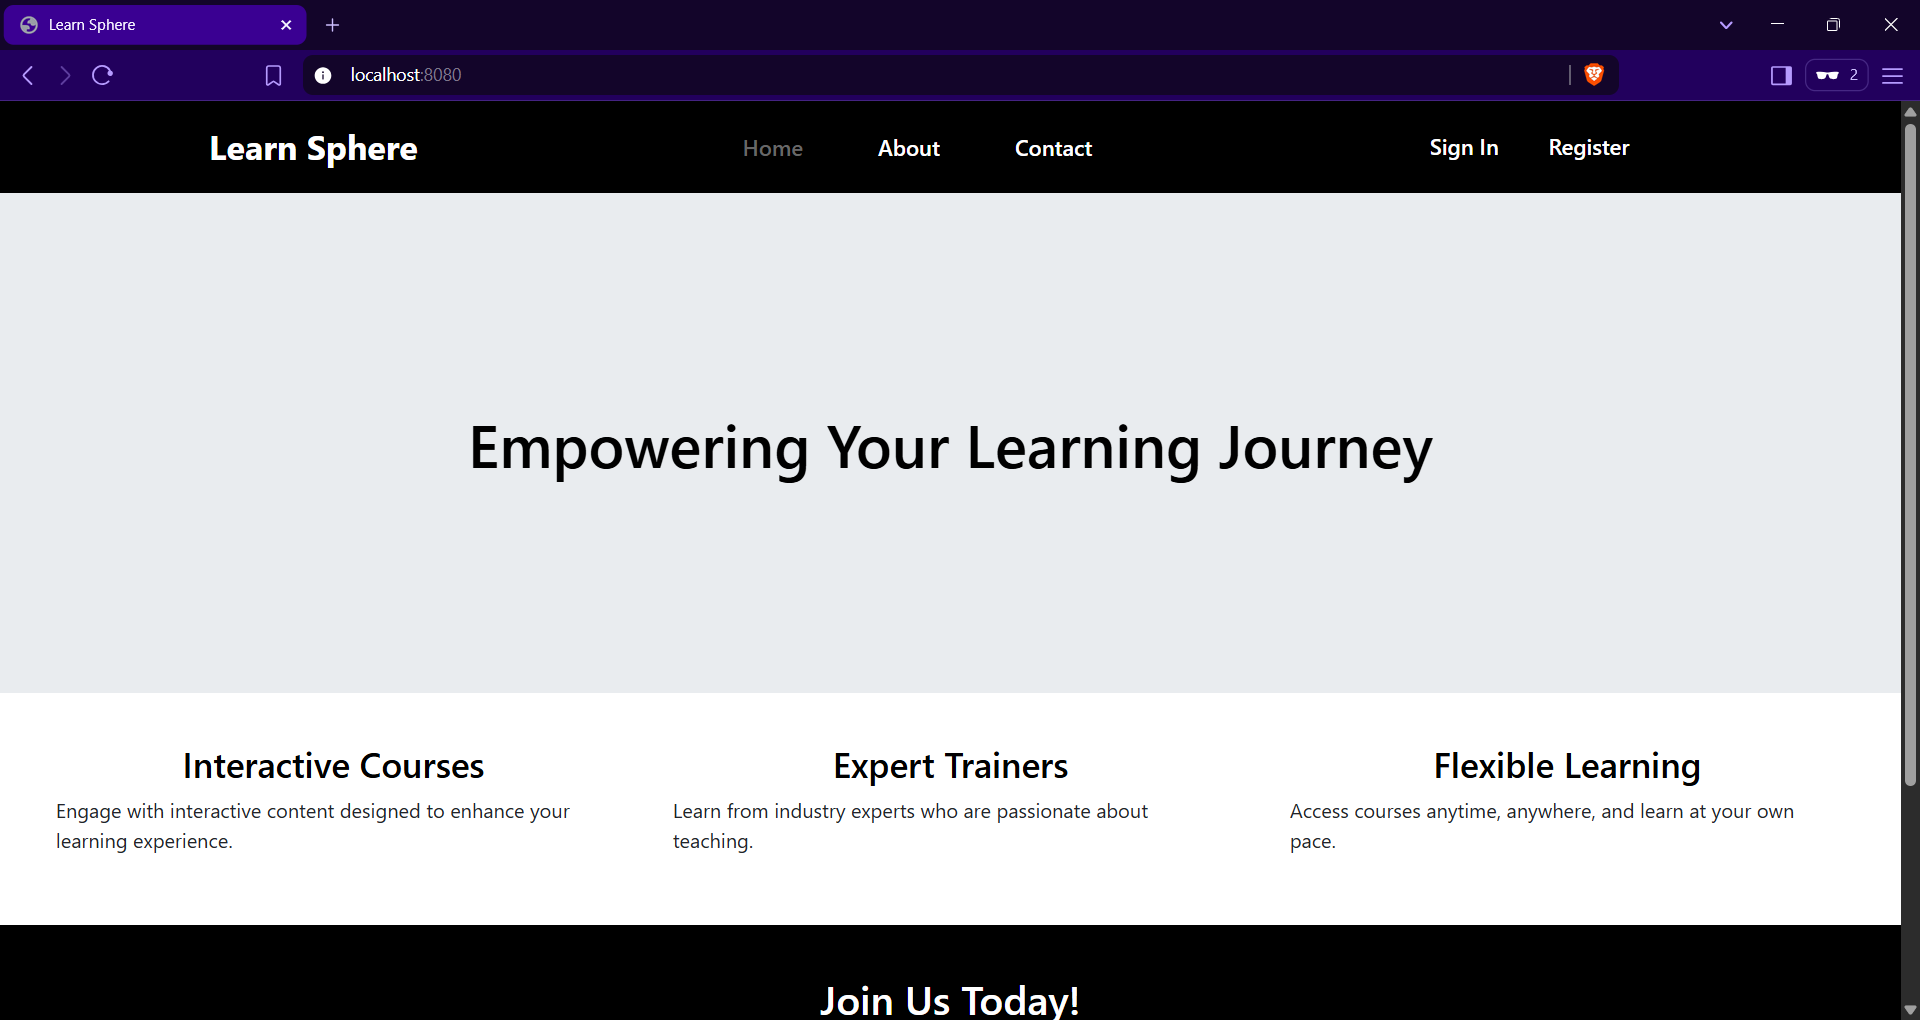 Learn Sphere
localhost:8080
2
Learn Sphere
Home About Contact
Sign In Register
Empowering Your Learning Journey
Interactive Courses
Engage with interactive content designed to enhance your
learning experience.
Expert Trainers
Learn from industry experts who are passionate about
teaching.
Flexible Learning
Access courses anytime, anywhere, and learn at your own
pace.
Join Us Today!